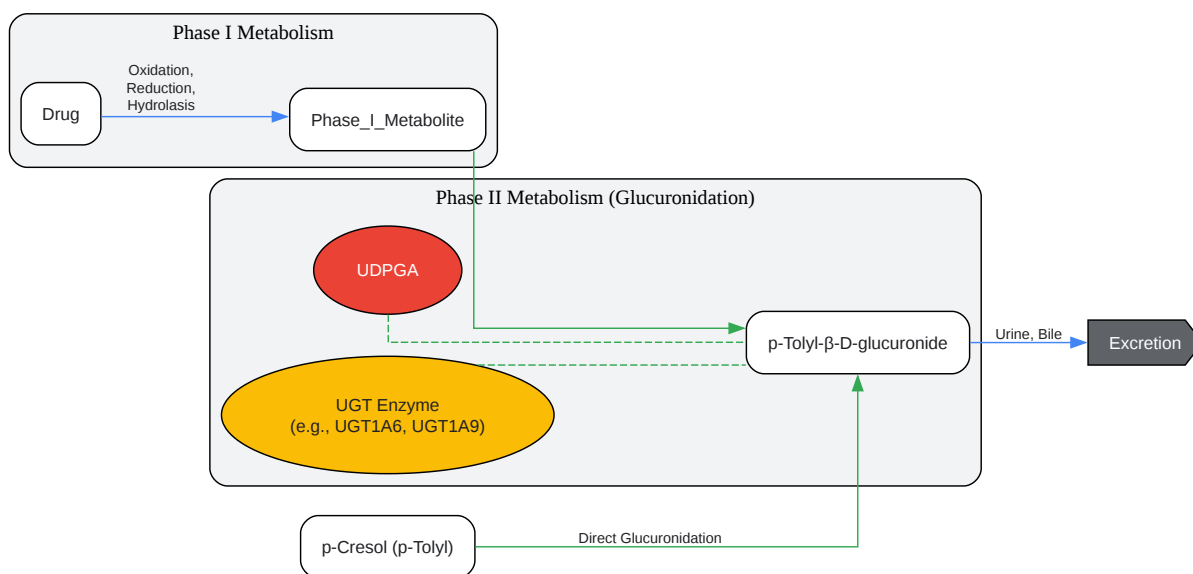 Phase I Metabolism
Oxidation,
Reduction,
Hydrolasis
Drug
Phase_I_Metabolite
Phase II Metabolism (Glucuronidation)
UDPGA
p-Tolyl-β-D-glucuronide
Urine, Bile
Excretion
UGT Enzyme
(e.g., UGT1A6, UGT1A9)
p-Cresol (p-Tolyl)
Direct Glucuronidation